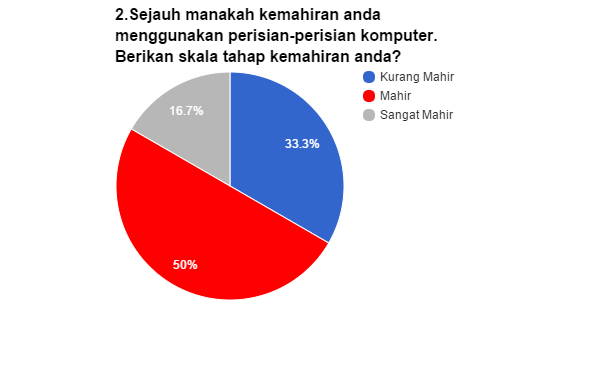 2.Sejauh manakah kemahiran anda
menggunakan perisian-perisian komputer.
Berikan skala tahap kemahiran anda?
Kurang Mahir
Mahir
Sangat Mahir
16.7%
33.3%
50%